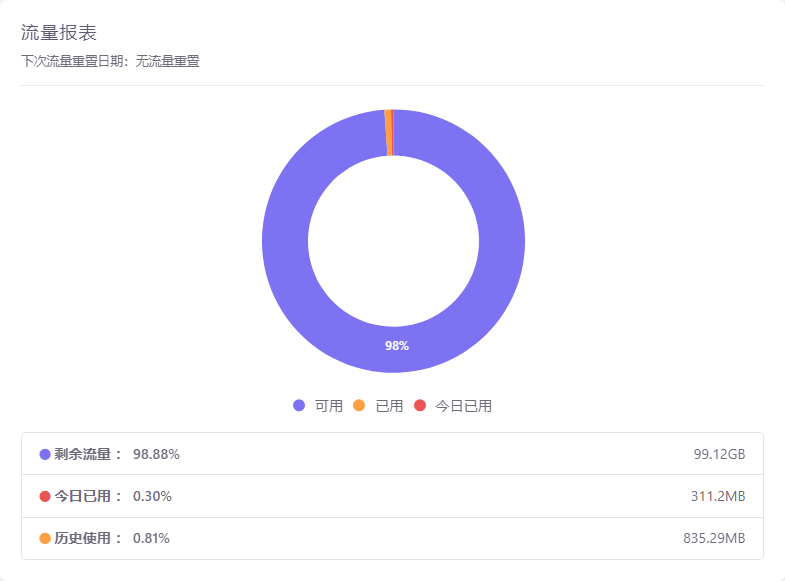 流量报表
下次流量重置日期：无流量重置
98%
可用 已用 今日已用
剩余流量： 98.88% 99.12GB
今日已用： 0.30% 311.2MB
历史使用： 0.81% 835.29MB